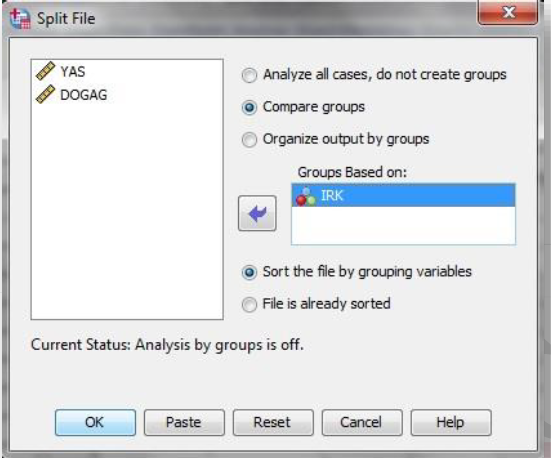 Split File
YAS
DOGAG
Analyze all cases, do not create groups
Compare groups
Organize output by groups
Groups Based on:
IRK
Sort the file by grouping variables
File is already sorted
Current Status: Analysis by groups is off.
OK Paste Reset Cancel Help